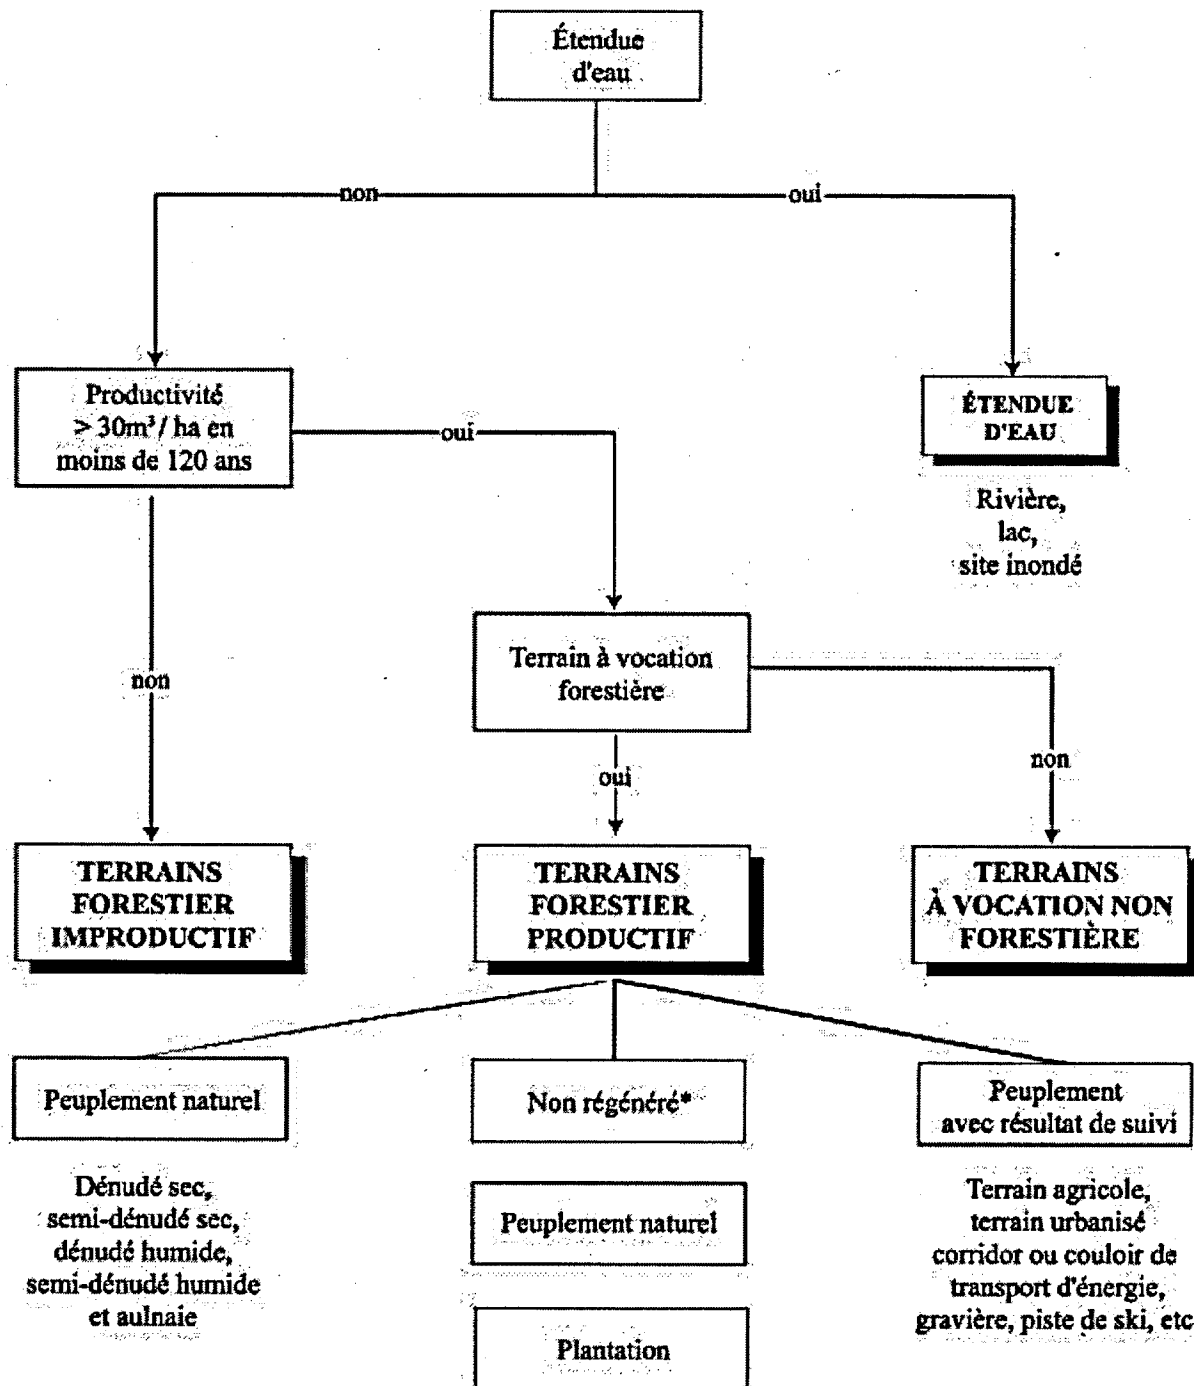 Étendue
d'eau
non
oui
Productivité
> 30m³/ ha en
moins de 120 ans
oui
ÉTENDUE
D'EAU
Rivière,
lac,
site inondé
Terrain à vocation
forestière
non
oui
non
TERRAINS
FORESTIER
IMPRODUCTIF
TERRAINS
FORESTIER
PRODUCTIF
TERRAINS
À VOCATION NON
FORESTIÈRE
Peuplement naturel
Non régénéré*
Peuplement
avec résultat de suivi
Dénudé sec,
semi-dénudé sec,
dénudé humide,
semi-dénudé humide
et aulnaie
Peuplement naturel
Plantation
Terrain agricole,
terrain urbanisé
corridor ou couloir de
transport d'énergie,
gravière, piste de ski, etc